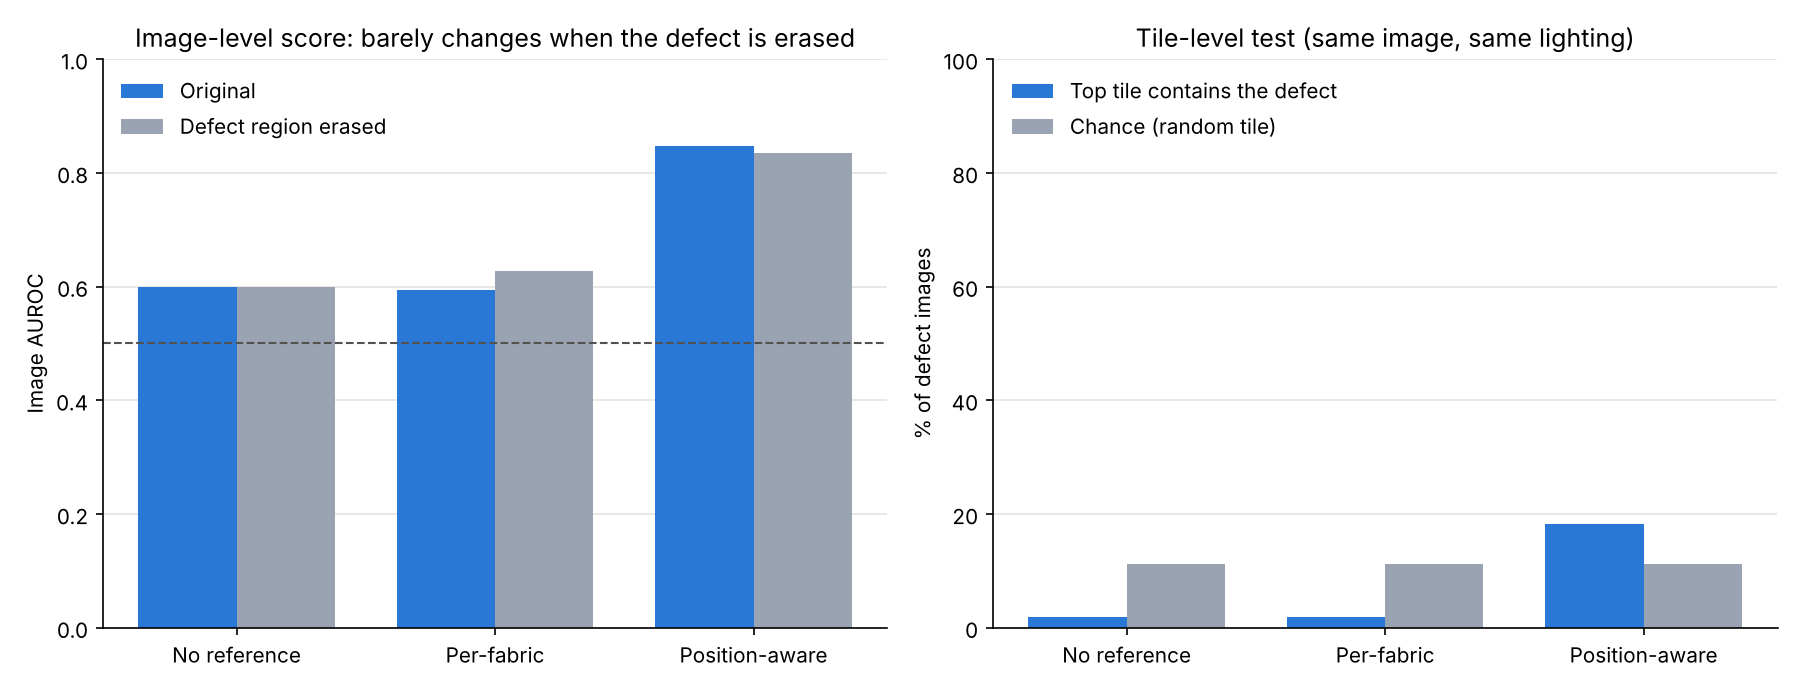 Image-level score: barely changes when the defect is erased
Original
Defect region erased
Image AUROC
1.0
0.8
0.6
0.4
0.2
0.0
No reference
Per-fabric
Position-aware
Tile-level test (same image, same lighting)
Top tile contains the defect
Chance (random tile)
% of defect images
100
80
60
40
20
0
No reference
Per-fabric
Position-aware